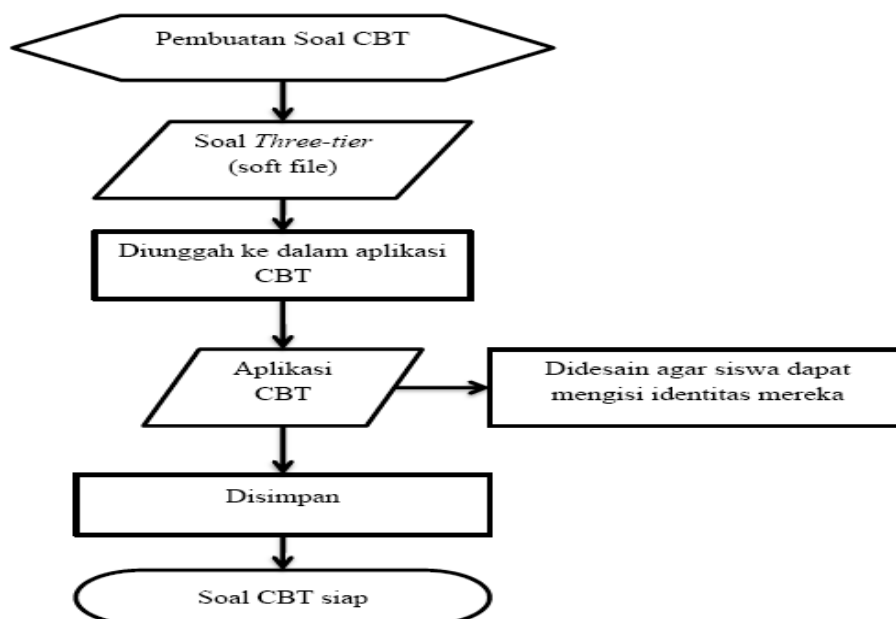 Pembuatan Soal CBT
Soal Three-tier
(soft file)
Diunggah ke dalam aplikasi
CBT
Aplikasi
CBT
Didesain agar siswa dapat
mengisi identitas mereka
Disimpan
Soal CBT siap